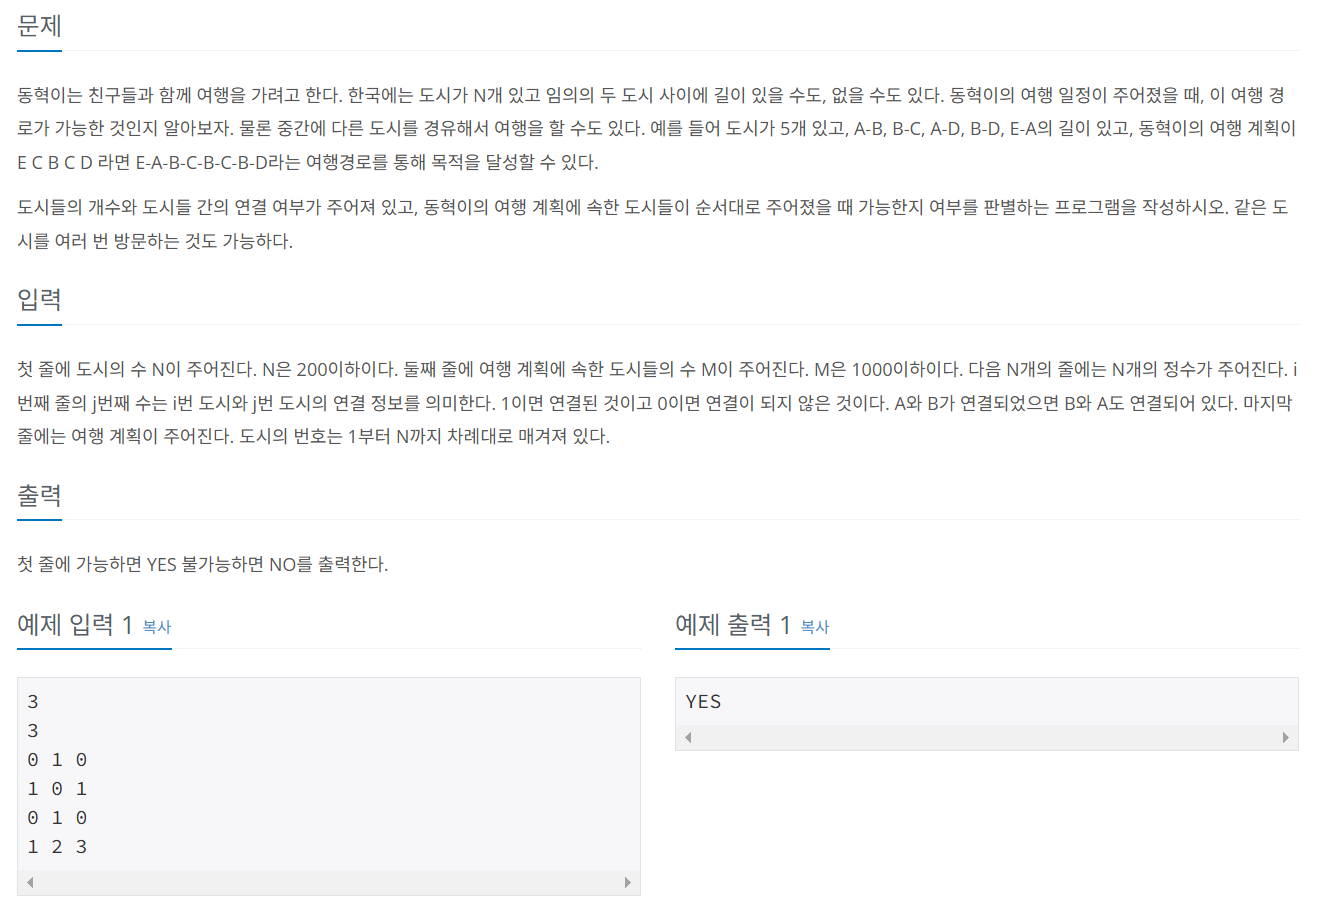 문제
동혁이는 친구들과 함께 여행을 가려고 한다. 한국에는 도시가 N개 있고 임의의 두 도시 사이에 길이 있을 수도, 없을 수도 있다. 동혁이의 여행 일정이 주어졌을 때, 이 여행 경
로가 가능한 것인지 알아보자. 물론 중간에 다른 도시를 경유해서 여행을 할 수도 있다. 예를 들어 도시가 5개 있고, A-B, B-C, A-D, B-D, E-A의 길이 있고, 동혁이의 여행 계획이
E C B C D 라면 E-A-B-C-B-C-B-D라는 여행경로를 통해 목적을 달성할 수 있다.
도시들의 개수와 도시들 간의 연결 여부가 주어져 있고, 동혁이의 여행 계획에 속한 도시들이 순서대로 주어졌을 때 가능한지 여부를 판별하는 프로그램을 작성하시오. 같은 도
시를 여러 번 방문하는 것도 가능하다.
입력
첫 줄에 도시의 수 N이 주어진다. N은 200이하이다. 둘째 줄에 여행 계획에 속한 도시들의 수 M이 주어진다. M은 1000이하이다. 다음 N개의 줄에는 N개의 정수가 주어진다. i
번째 줄의 j번째 수는 i번 도시와 j번 도시의 연결 정보를 의미한다. 1이면 연결된 것이고 0이면 연결이 되지 않은 것이다. A와 B가 연결되었으면 B와 A도 연결되어 있다. 마지막
줄에는 여행 계획이 주어진다. 도시의 번호는 1부터 N까지 차례대로 매겨져 있다.
출력
첫 줄에 가능하면 YES 불가능하면 NO를 출력한다.
예제 입력 1 복사
3
3
0 1 0
1 0 1
0 1 0
1 2 3
예제 출력 1 복사
YES